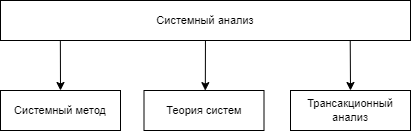 Системный анализ
Системный метод
Теория систем
Трансакционный
анализ